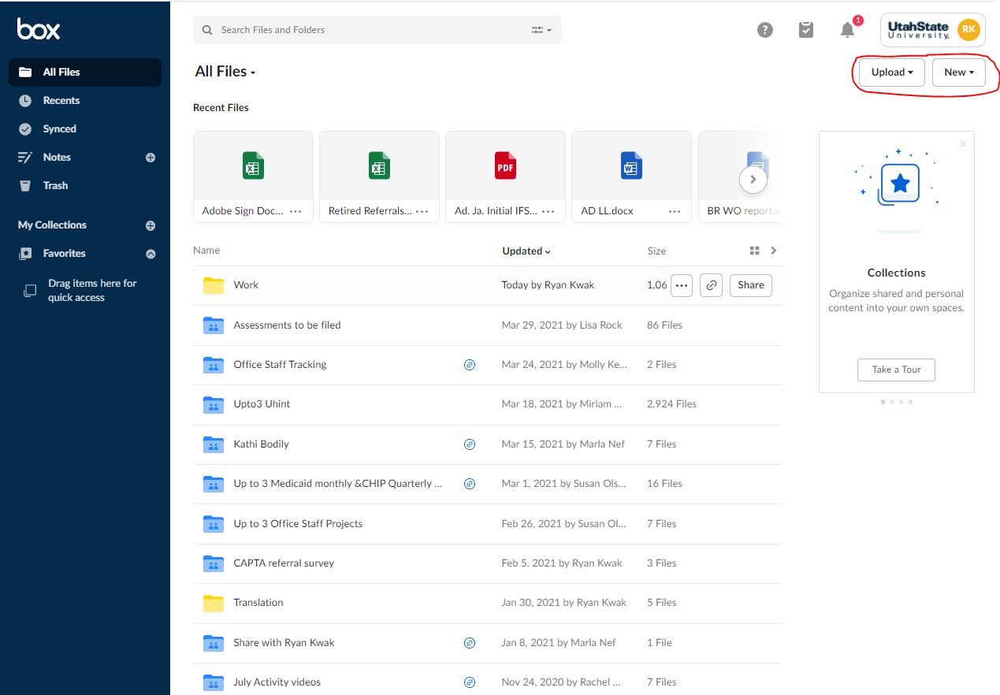 box
Search Files and Folders
?
1
UtahState University. RK
All Files
Recents
Synced
Notes
Trash
My Collections
Favorites
Drag items here for
quick access
All Files
Upload
New
Recent Files
Adobe Sign Doc... ...
Retired Referrals... ...
PDF
Ad. Ja. Initial IFS... ...
AD LL.docx ...
BR WO report.d
Name Updated Size
Work Today by Ryan Kwak 1,06 ... Share
Assessments to be filed Mar 29, 2021 by Lisa Rock 86 Files
Office Staff Tracking Mar 24, 2021 by Molly Ke... 2 Files
Upto3 Uhint Mar 18, 2021 by Miriam ... 2,924 Files
Kathi Bodily Mar 15, 2021 by Marla Nef 7 Files
Up to 3 Medicaid monthly &CHIP Quarterly ... Mar 1, 2021 by Susan Ols... 16 Files
Up to 3 Office Staff Projects Feb 26, 2021 by Susan Ol... 7 Files
CAPTA referral survey Feb 5, 2021 by Ryan Kwak 3 Files
Translation Jan 30, 2021 by Ryan Kwak 5 Files
Share with Ryan Kwak Jan 8, 2021 by Marla Nef 1 File
July Activity videos Nov 24, 2020 by Rachel ... 7 Files
Collections
Organize shared and personal
content into your own spaces.
Take a Tour